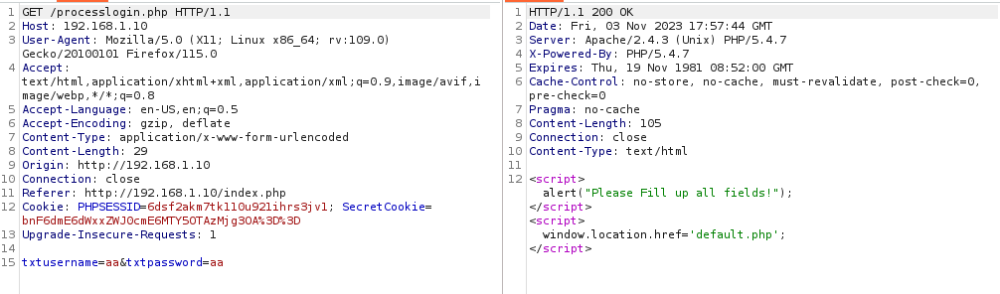 1 GET /processlogin.php HTTP/1.1
2 Host: 192.168.1.10
3 User-Agent: Mozilla/5.0 (X11; Linux x86_64; rv:109.0)
Gecko/20100101 Firefox/115.0
4 Accept:
text/html,application/xhtml+xml,application/xml;q=0.9,image/avif,i
mage/webp,*/*;q=0.8
5 Accept-Language: en-US,en;q=0.5
6 Accept-Encoding: gzip, deflate
7 Content-Type: application/x-www-form-urlencoded
8 Content-Length: 29
9 Origin: http://192.168.1.10
10 Connection: close
11 Referer: http://192.168.1.10/index.php
12 Cookie: PHPSESSID=6dsf2akm7tk110u921ihrs3jv1; SecretCookie=
bnF6dmE6dWxxZWJ0cmE6MTY5OTAzMjg3OA%3D%3D
13 Upgrade-Insecure-Requests: 1
14
15 txtusername=aa&txtpassword=aa
1 HTTP/1.1 200 OK
2 Date: Fri, 03 Nov 2023 17:57:44 GMT
3 Server: Apache/2.4.3 (Unix) PHP/5.4.7
4 X-Powered-By: PHP/5.4.7
5 Expires: Thu, 19 Nov 1981 08:52:00 GMT
6 Cache-Control: no-store, no-cache, must-revalidate, post-check=0,
pre-check=0
7 Pragma: no-cache
8 Content-Length: 105
9 Connection: close
10 Content-Type: text/html
11
12 <script>
alert("Please Fill up all fields!");
</script>
<script>
window.location.href='default.php';
</script>